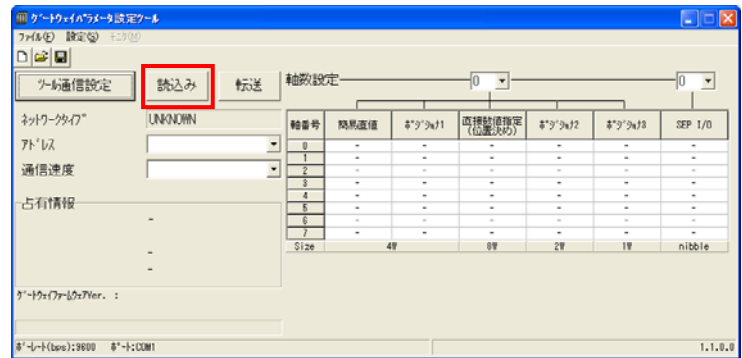 ｹﾞｰﾄｳｪｲﾊﾟﾗﾒｰﾀ設定ﾂｰﾙ
ﾌｧｲﾙ(F) 設定(S) ﾓﾆﾀ(M)
ﾂｰﾙ通信設定 読込み 転送 軸数設定 0 0
ﾈｯﾄﾜｰｸﾀｲﾌﾟ UNKNOWN
ｱﾄﾞﾚｽ
通信速度
占有情報
-
-
-
ｹﾞｰﾄｳｪｲﾌｧｰﾑｳｪｱVer. :
軸番号 簡易直値 ﾎﾟｼﾞｼｮﾅ1 直接数値指定(位置決め) ﾎﾟｼﾞｼｮﾅ2 ﾎﾟｼﾞｼｮﾅ3 SEP I/O
0 - - - - - -
1 - - - - - -
2 - - - - - -
3 - - - - - -
4 - - - - - -
5 - - - - - -
6 - - - - - -
7 - - - - - -
Size 4W 8W 2W 1W nibble
ﾎﾞｰﾚｰﾄ(bps):9600 ﾎﾟｰﾄ:COM1 1.1.0.0